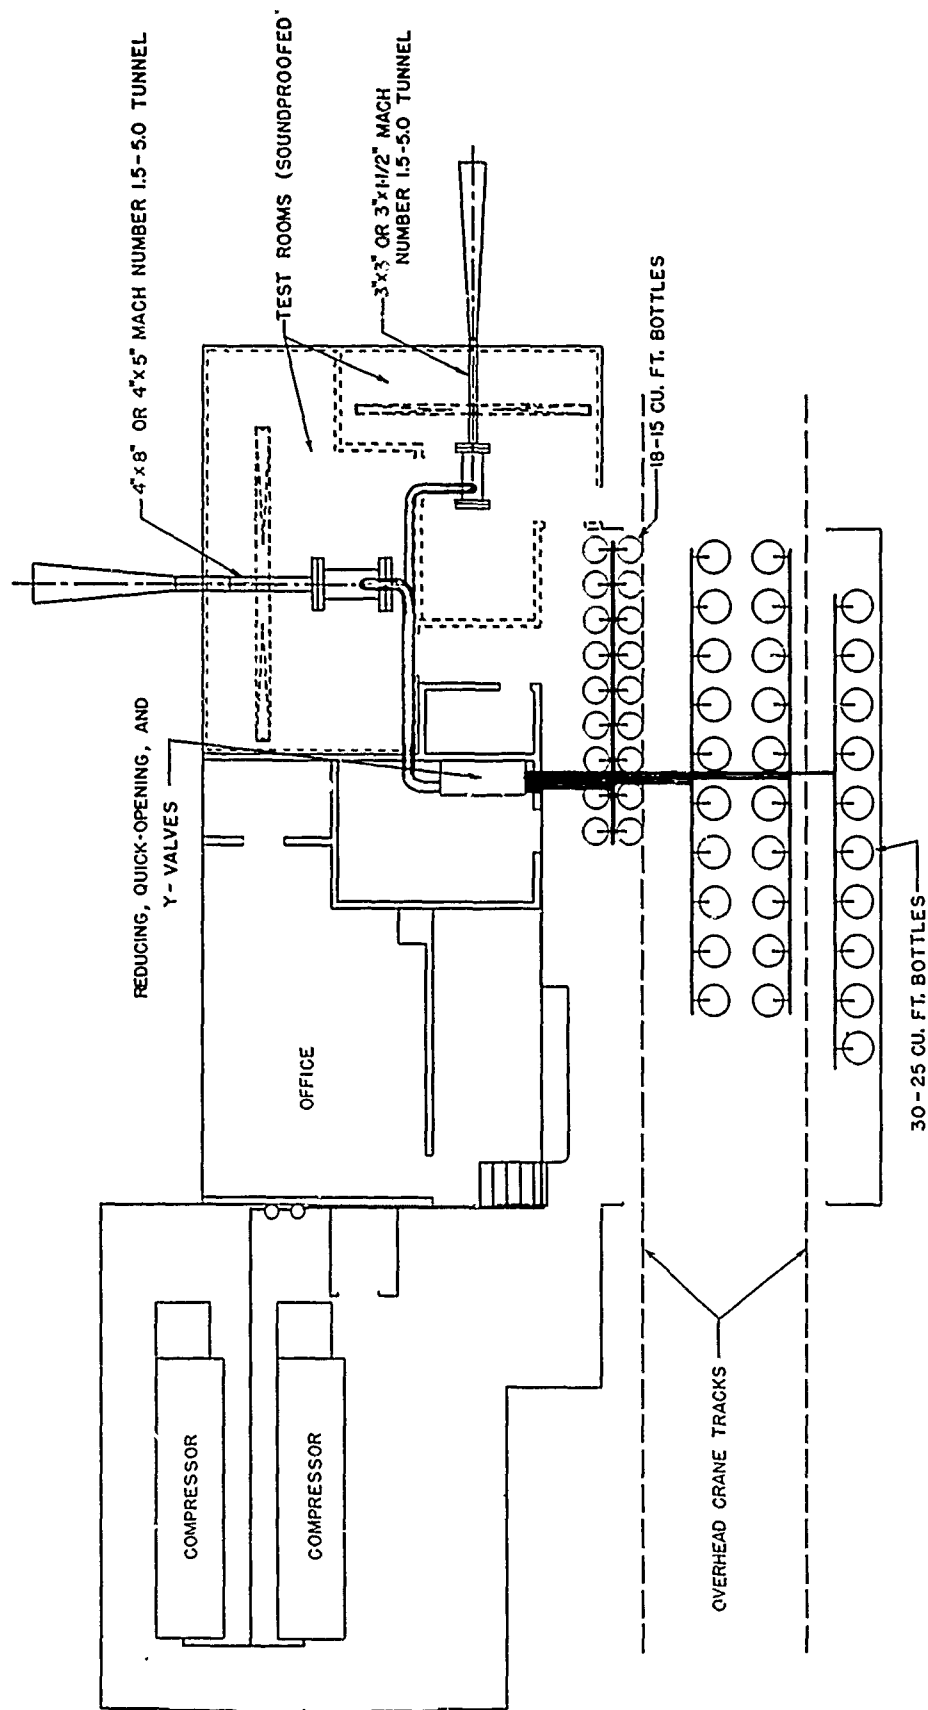 4"x8" OR 4"x5" MACH NUMBER 1.5-5.0 TUNNEL
TEST ROOMS (SOUNDPROOFED'
3"x3" OR 3"x1-1/2" MACH
NUMBER 1.5-5.0 TUNNEL
18-15 CU. FT. BOTTLES
REDUCING, QUICK-OPENING, AND
Y- VALVES
OFFICE
COMPRESSOR
COMPRESSOR
OVERHEAD CRANE TRACKS
30-25 CU. FT. BOTTLES